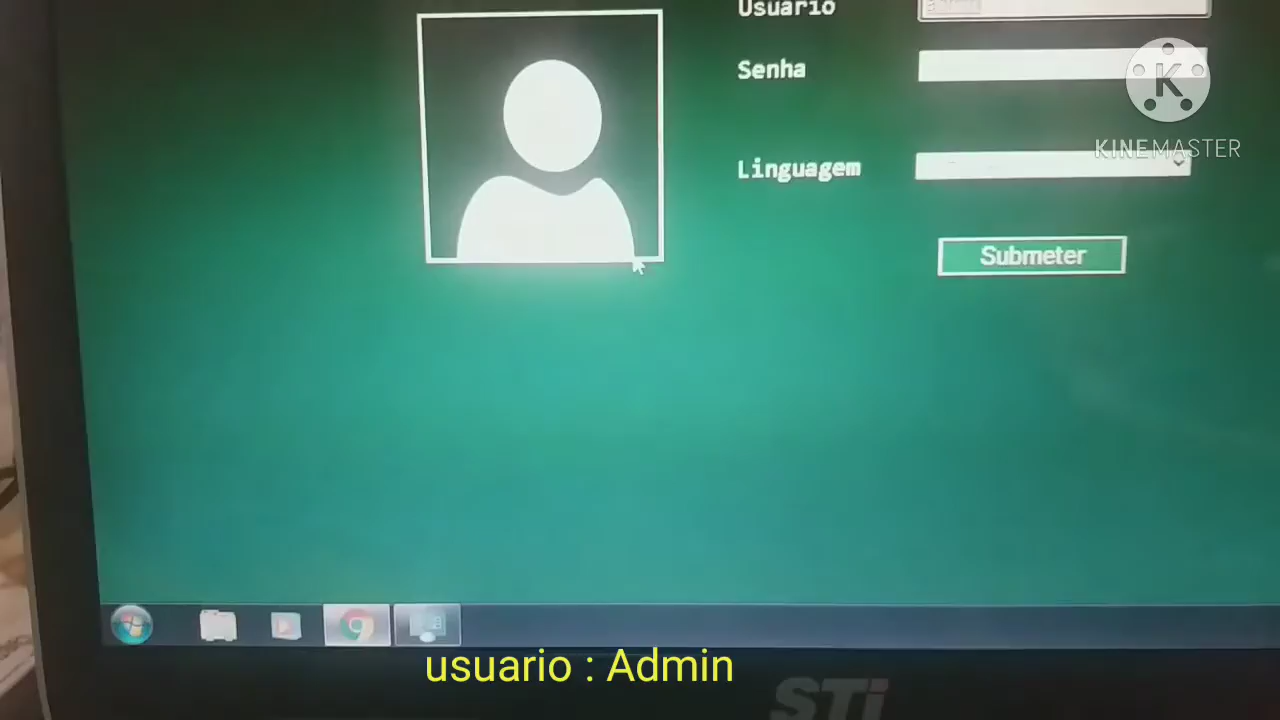 Usuario
Senha
KINEMASTER
Linguagem
Submeter
usuario : Admin
STi